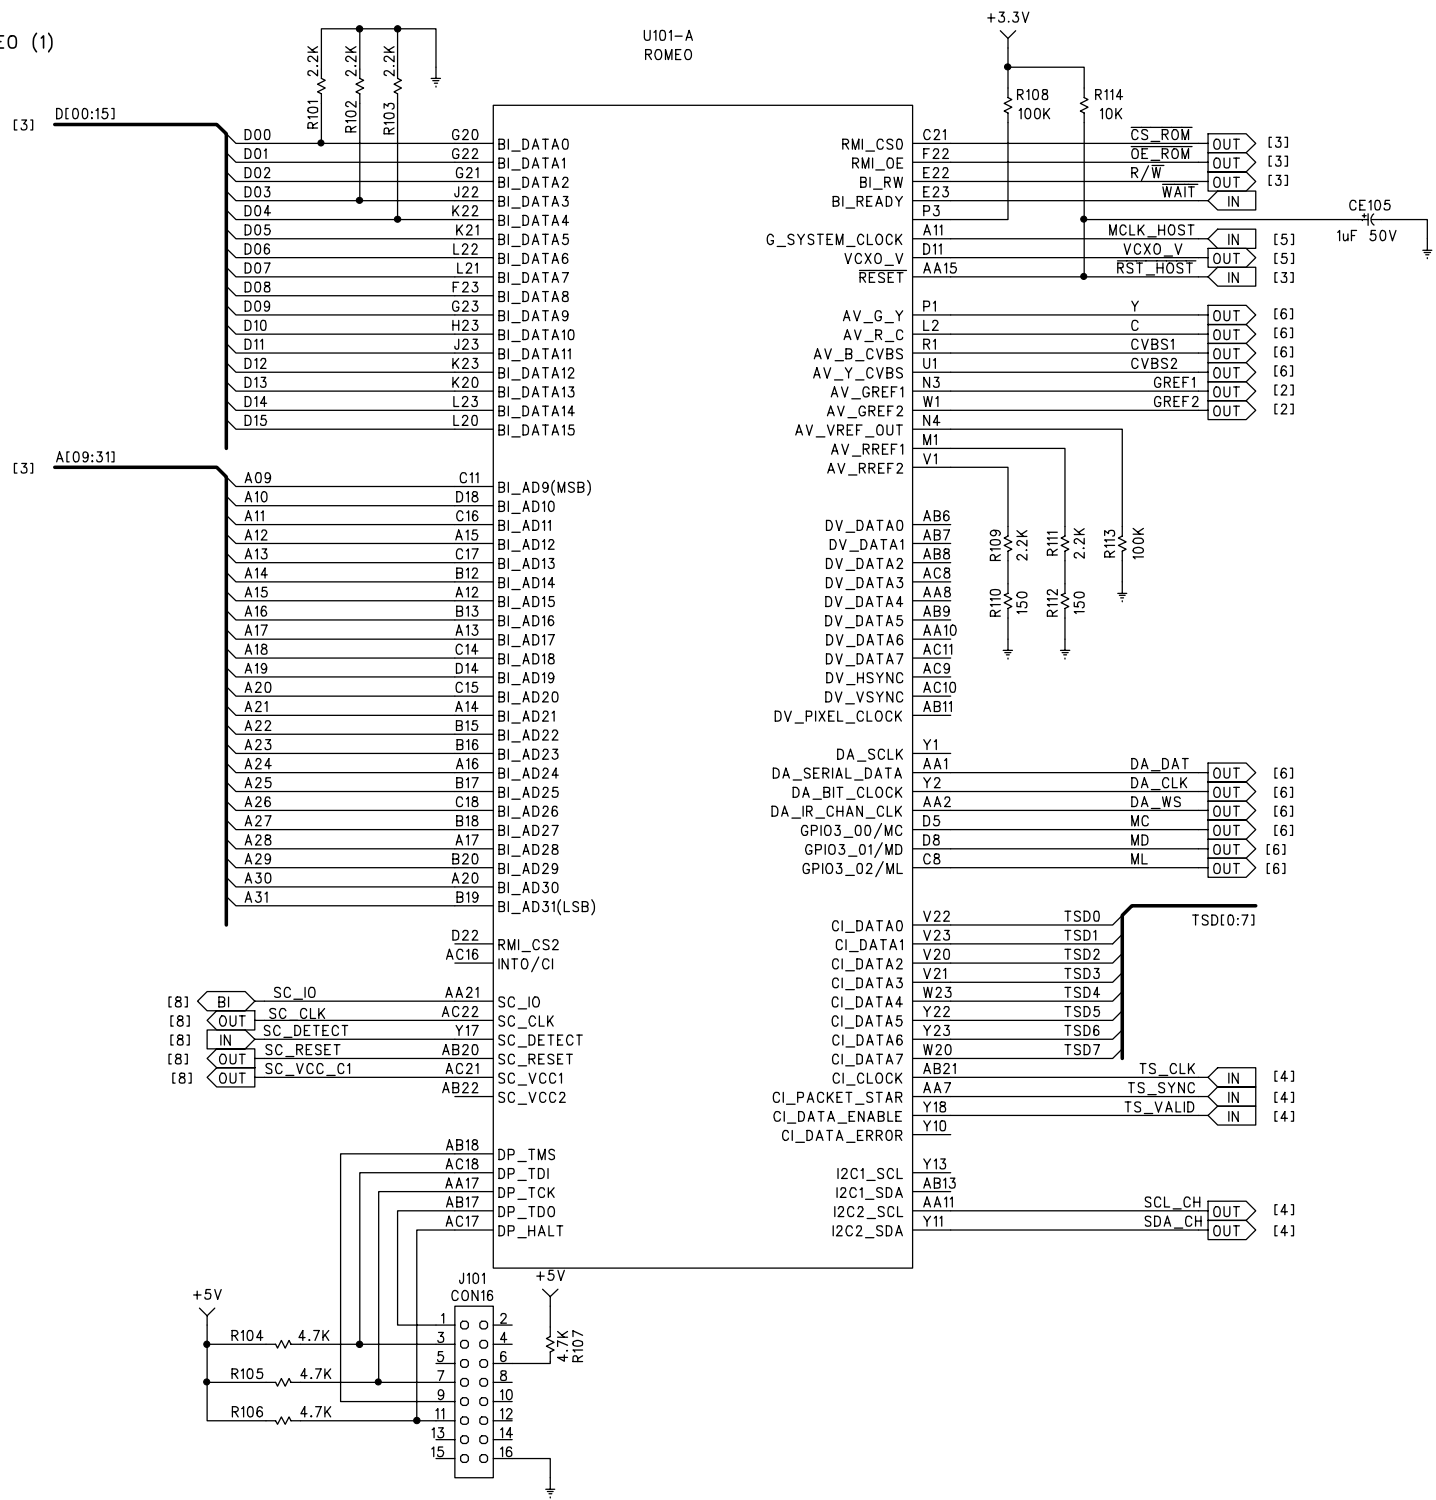 EO (1)
U101-A
ROMEO
+3.3V
R101 2.2K
R102 2.2K
R103 2.2K
R108 100K
R114 10K
[3] D[00:15]
D00 G20 BI_DATA0
D01 G22 BI_DATA1
D02 G21 BI_DATA2
D03 J22 BI_DATA3
D04 K22 BI_DATA4
D05 K21 BI_DATA5
D06 L22 BI_DATA6
D07 L21 BI_DATA7
D08 F23 BI_DATA8
D09 G23 BI_DATA9
D10 H23 BI_DATA10
D11 J23 BI_DATA11
D12 K23 BI_DATA12
D13 K20 BI_DATA13
D14 L23 BI_DATA14
D15 L20 BI_DATA15
[3] A[09:31]
A09 C11 BI_AD9(MSB)
A10 D18 BI_AD10
A11 C16 BI_AD11
A12 A15 BI_AD12
A13 C17 BI_AD13
A14 B12 BI_AD14
A15 A12 BI_AD15
A16 B13 BI_AD16
A17 A13 BI_AD17
A18 C14 BI_AD18
A19 D14 BI_AD19
A20 C15 BI_AD20
A21 A14 BI_AD21
A22 B15 BI_AD22
A23 B16 BI_AD23
A24 A16 BI_AD24
A25 B17 BI_AD25
A26 C18 BI_AD26
A27 B18 BI_AD27
A28 A17 BI_AD28
A29 B20 BI_AD29
A30 A20 BI_AD30
A31 B19 BI_AD31(LSB)
D22 RMI_CS2
AC16 INT0/CI
[8] BI SC_IO AA21 SC_IO
[8] OUT SC_CLK AC22 SC_CLK
[8] IN SC_DETECT Y17 SC_DETECT
[8] OUT SC_RESET AB20 SC_RESET
[8] OUT SC_VCC_C1 AC21 SC_VCC1
AB22 SC_VCC2
AB18 DP_TMS
AC18 DP_TDI
AA17 DP_TCK
AB17 DP_TDO
AC17 DP_HALT
RMI_CS0 C21 CS_ROM OUT [3]
RMI_OE F22 OE_ROM OUT [3]
BI_RW E22 R/W OUT [3]
BI_READY E23 WAIT IN
P3
CE105
1uF 50V
G_SYSTEM_CLOCK A11 MCLK_HOST IN [5]
VCXO_V D11 VCXO_V OUT [5]
RESET AA15 RST_HOST IN [3]
AV_G_Y P1 Y OUT [6]
AV_R_C L2 C OUT [6]
AV_B_CVBS R1 CVBS1 OUT [6]
AV_Y_CVBS U1 CVBS2 OUT [6]
AV_GREF1 N3 GREF1 OUT [2]
AV_GREF2 W1 GREF2 OUT [2]
AV_VREF_OUT N4
AV_RREF1 M1
AV_RREF2 V1
R109 2.2K
R111 2.2K
R113 100K
R110 150
R112 150
DV_DATA0 AB6
DV_DATA1 AB7
DV_DATA2 AB8
DV_DATA3 AC8
DV_DATA4 AA8
DV_DATA5 AB9
DV_DATA6 AA10
DV_DATA7 AC11
DV_HSYNC AC9
DV_VSYNC AC10
DV_PIXEL_CLOCK AB11
DA_SCLK Y1
DA_SERIAL_DATA AA1 DA_DAT OUT [6]
DA_BIT_CLOCK Y2 DA_CLK OUT [6]
DA_IR_CHAN_CLK AA2 DA_WS OUT [6]
GPIO3_00/MC D5 MC OUT [6]
GPIO3_01/MD D8 MD OUT [6]
GPIO3_02/ML C8 ML OUT [6]
TSD[0:7]
CI_DATA0 V22 TSD0
CI_DATA1 V23 TSD1
CI_DATA2 V20 TSD2
CI_DATA3 V21 TSD3
CI_DATA4 W23 TSD4
CI_DATA5 Y22 TSD5
CI_DATA6 Y23 TSD6
CI_DATA7 W20 TSD7
CI_CLOCK AB21 TS_CLK IN [4]
CI_PACKET_STAR AA7 TS_SYNC IN [4]
CI_DATA_ENABLE Y18 TS_VALID IN [4]
CI_DATA_ERROR Y10
I2C1_SCL Y13
I2C1_SDA AB13
I2C2_SCL AA11 SCL_CH OUT [4]
I2C2_SDA Y11 SDA_CH OUT [4]
J101
CON16
+5V
+5V
R104 4.7K
R105 4.7K
R106 4.7K
4.7K R107
1 2
3 4
5 6
7 8
9 10
11 12
13 14
15 16